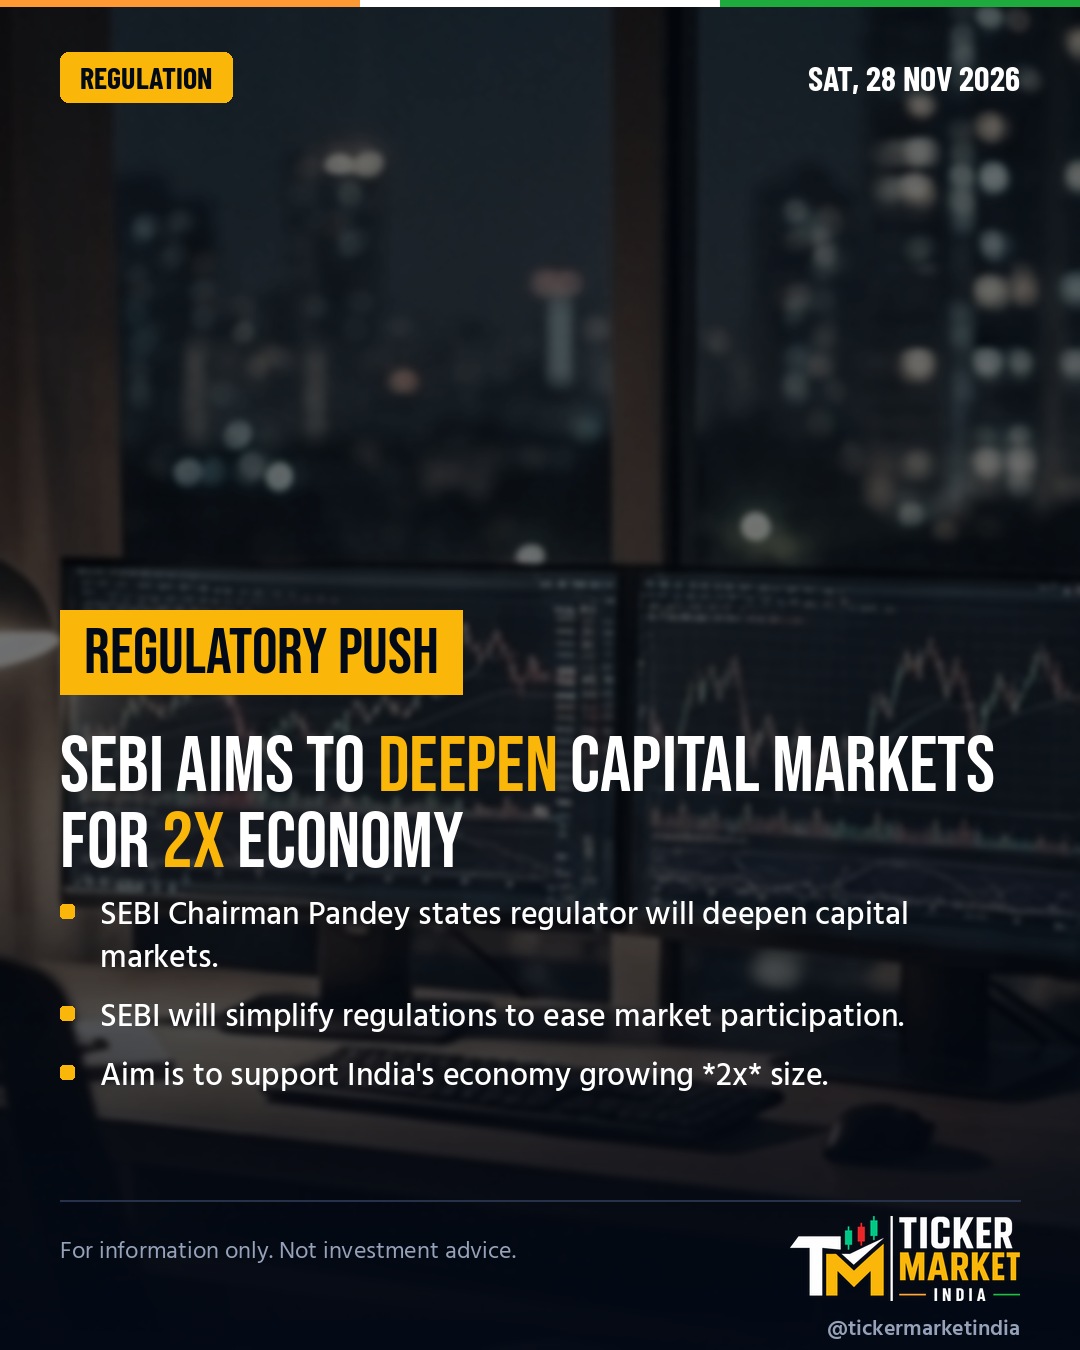 REGULATION
SAT, 28 NOV 2026
REGULATORY PUSH
SEBI AIMS TO DEEPEN CAPITAL MARKETS
FOR 2X ECONOMY
SEBI Chairman Pandey states regulator will deepen capital
markets.
SEBI will simplify regulations to ease market participation.
Aim is to support India's economy growing *2x* size.
For information only. Not investment advice.
TM TICKER
MARKET
INDIA
@tickermarketindia